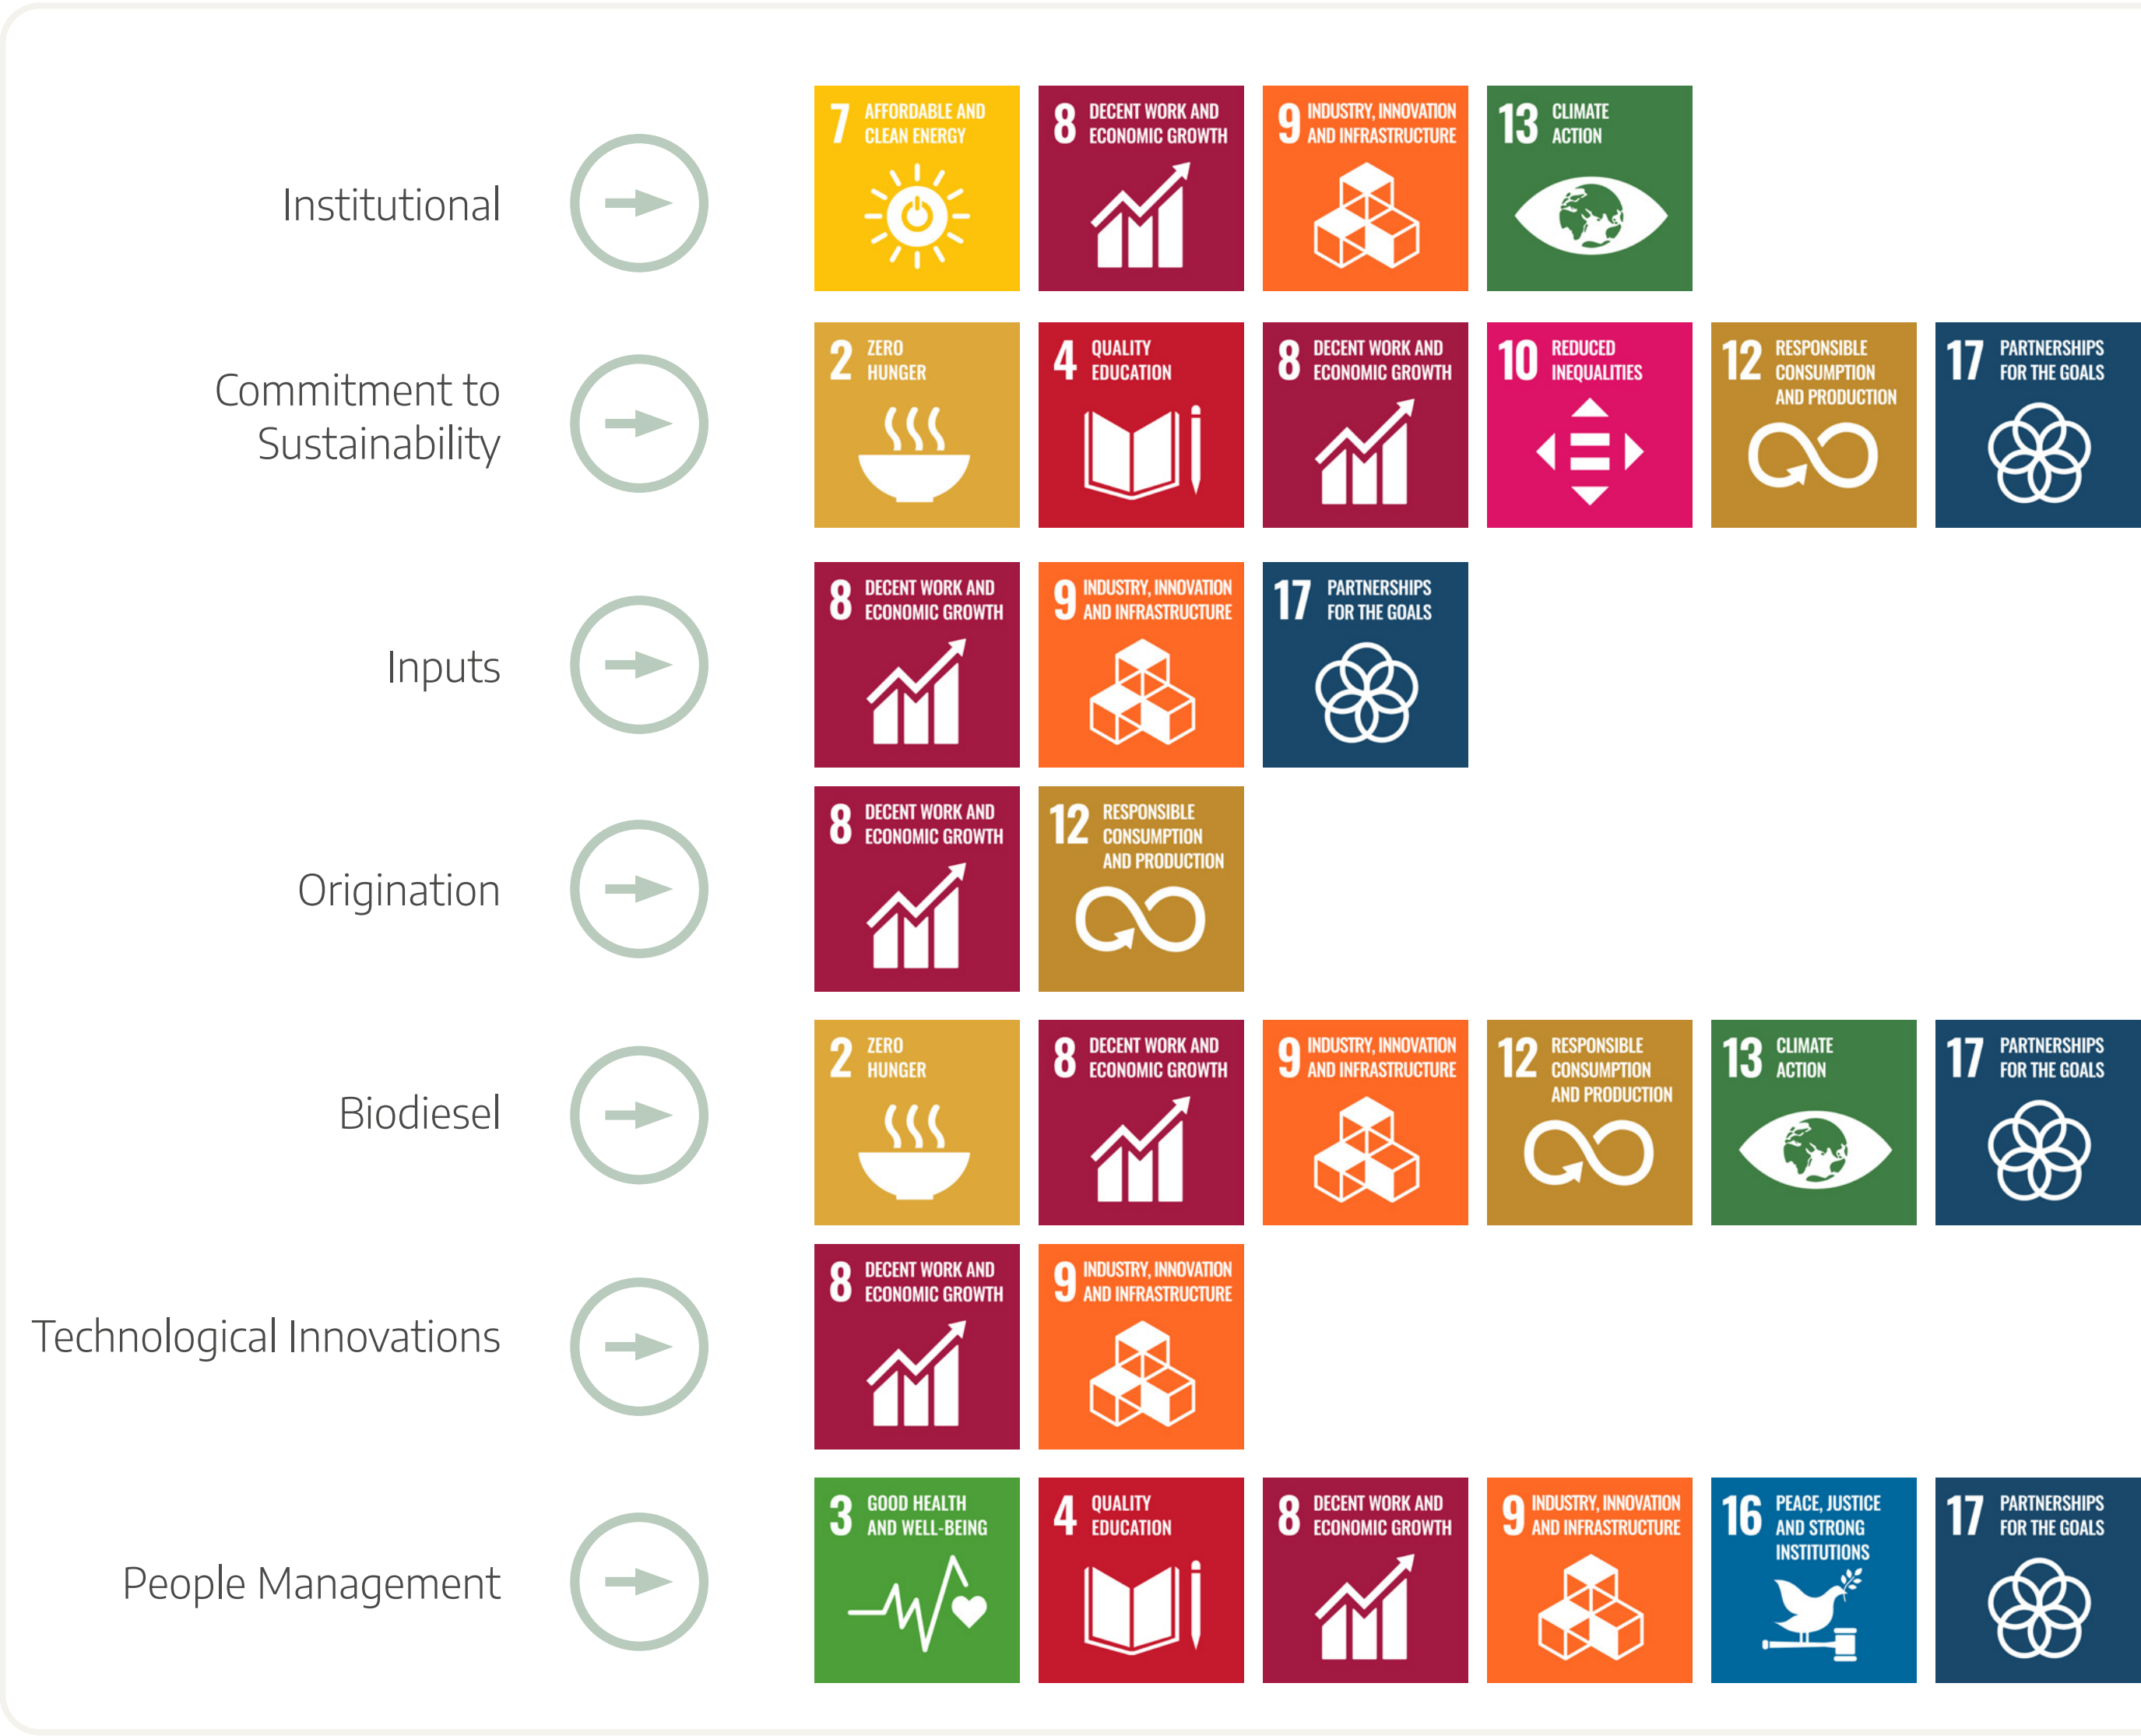 Institutional
7 AFFORDABLE AND
CLEAN ENERGY
8 DECENT WORK AND
ECONOMIC GROWTH
9 INDUSTRY, INNOVATION
AND INFRASTRUCTURE
13 CLIMATE
ACTION
Commitment to
Sustainability
2 ZERO
HUNGER
4 QUALITY
EDUCATION
8 DECENT WORK AND
ECONOMIC GROWTH
10 REDUCED
INEQUALITIES
12 RESPONSIBLE
CONSUMPTION
AND PRODUCTION
17 PARTNERSHIPS
FOR THE GOALS
Inputs
8 DECENT WORK AND
ECONOMIC GROWTH
9 INDUSTRY, INNOVATION
AND INFRASTRUCTURE
17 PARTNERSHIPS
FOR THE GOALS
Origination
8 DECENT WORK AND
ECONOMIC GROWTH
12 RESPONSIBLE
CONSUMPTION
AND PRODUCTION
Biodiesel
2 ZERO
HUNGER
8 DECENT WORK AND
ECONOMIC GROWTH
9 INDUSTRY, INNOVATION
AND INFRASTRUCTURE
12 RESPONSIBLE
CONSUMPTION
AND PRODUCTION
13 CLIMATE
ACTION
17 PARTNERSHIPS
FOR THE GOALS
Technological Innovations
8 DECENT WORK AND
ECONOMIC GROWTH
9 INDUSTRY, INNOVATION
AND INFRASTRUCTURE
People Management
3 GOOD HEALTH
AND WELL-BEING
4 QUALITY
EDUCATION
8 DECENT WORK AND
ECONOMIC GROWTH
9 INDUSTRY, INNOVATION
AND INFRASTRUCTURE
16 PEACE, JUSTICE
AND STRONG
INSTITUTIONS
17 PARTNERSHIPS
FOR THE GOALS